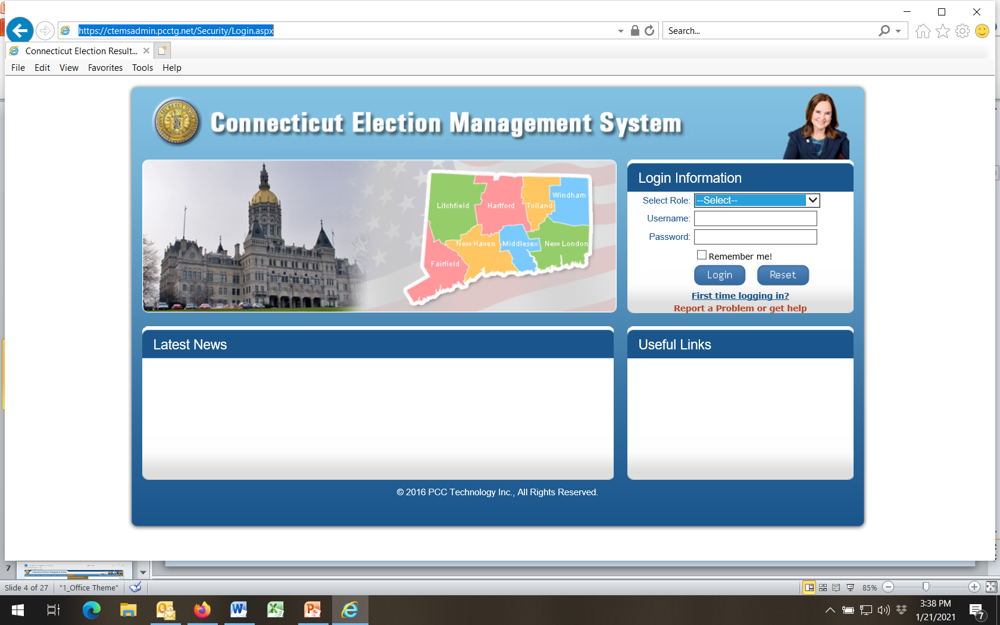 https://ctemsadmin.pcctg.net/Security/Login.aspx
Search...
Connecticut Election Result...
File Edit View Favorites Tools Help
Connecticut Election Management System
Litchfield
Hartford
Tolland
Windham
New Haven
Middlesex
New London
Fairfield
Login Information
Select Role: --Select--
Username:
Password:
Remember me!
Login Reset
First time logging in?
Report a Problem or get help
Latest News
Useful Links
© 2016 PCC Technology Inc., All Rights Reserved.
7
Slide 4 of 27 "1_Office Theme" 85%
3:38 PM
1/21/2021
7